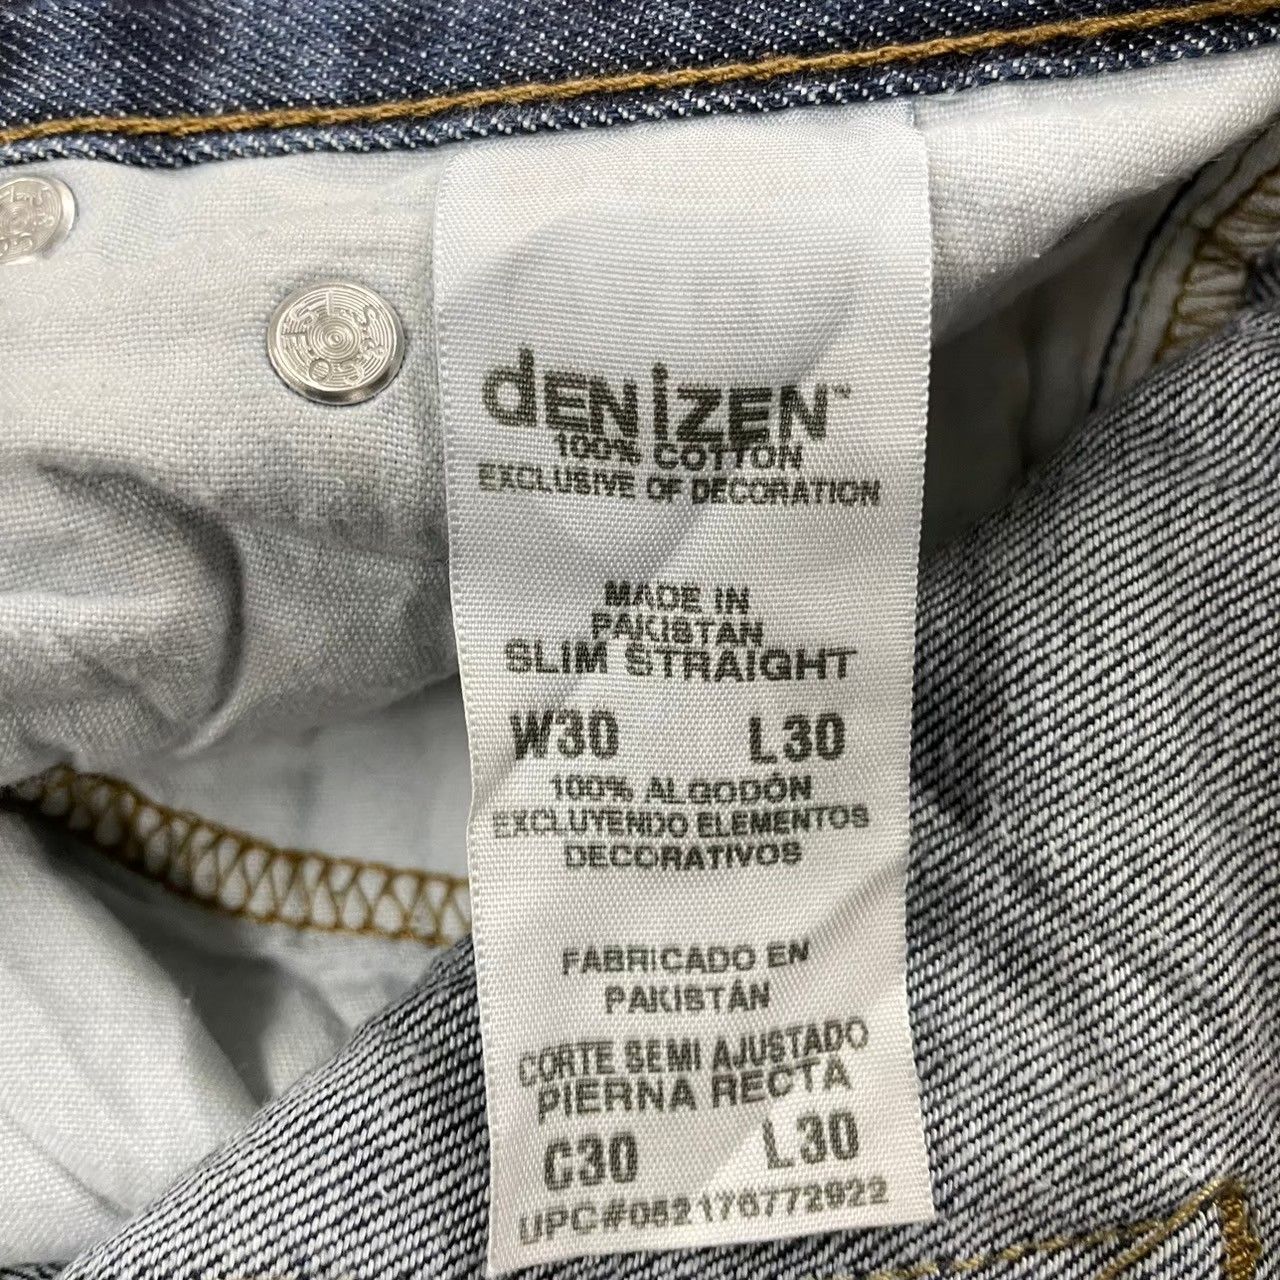 dENiZEN™
100% COTTON
EXCLUSIVE OF DECORATION
MADE IN
PAKISTAN
SLIM STRAIGHT
W30 L30
100% ALGODÓN
EXCLUYENDO ELEMENTOS
DECORATIVOS
FABRICADO EN
PAKISTÁN
CORTE SEMI AJUSTADO
PIERNA RECTA
C30 L30
UPC#052176772922